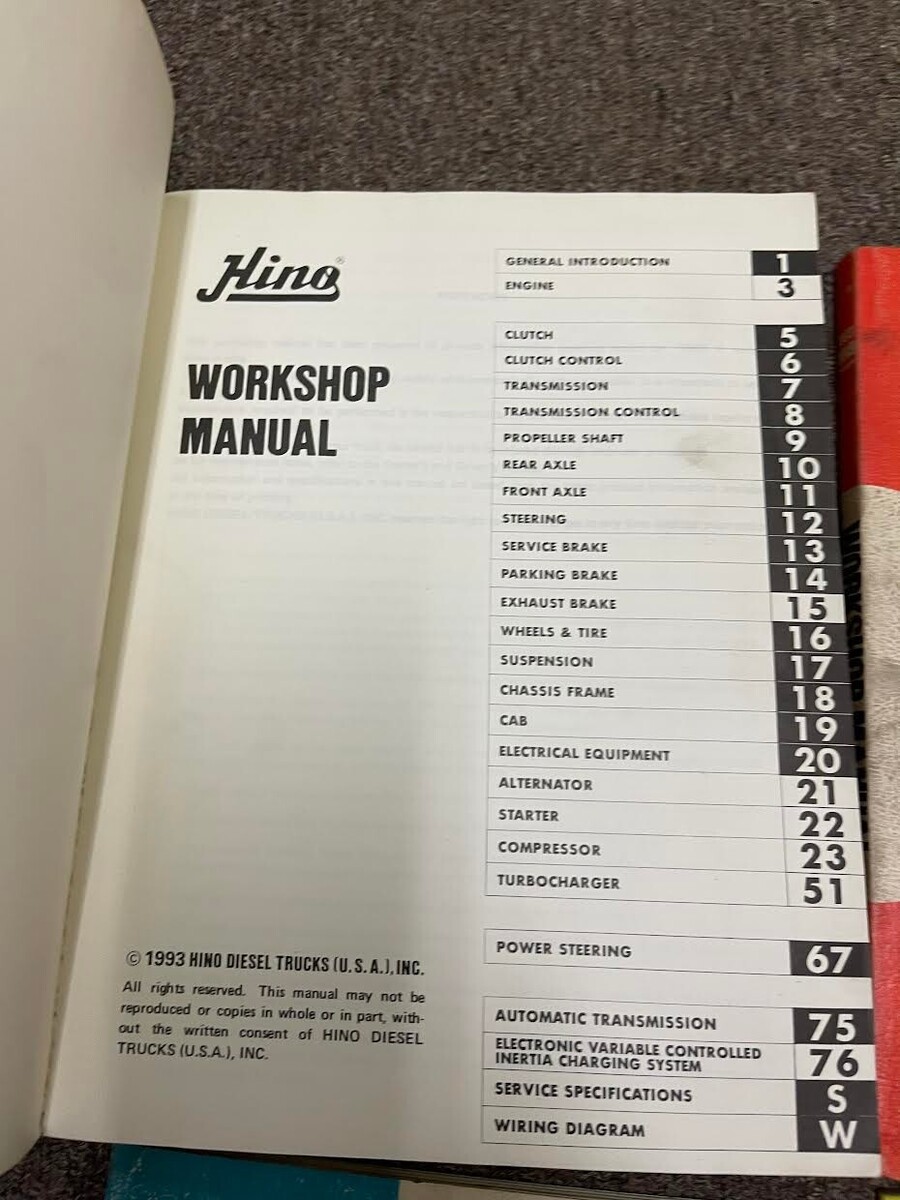 Hino®
WORKSHOP
MANUAL
© 1993 HINO DIESEL TRUCKS (U.S.A.), INC.
All rights reserved. This manual may not be
reproduced or copies in whole or in part, with-
out the written consent of HINO DIESEL
TRUCKS (U.S.A.), INC.
GENERAL INTRODUCTION 1
ENGINE 3
CLUTCH 5
CLUTCH CONTROL 6
TRANSMISSION 7
TRANSMISSION CONTROL 8
PROPELLER SHAFT 9
REAR AXLE 10
FRONT AXLE 11
STEERING 12
SERVICE BRAKE 13
PARKING BRAKE 14
EXHAUST BRAKE 15
WHEELS & TIRE 16
SUSPENSION 17
CHASSIS FRAME 18
CAB 19
ELECTRICAL EQUIPMENT 20
ALTERNATOR 21
STARTER 22
COMPRESSOR 23
TURBOCHARGER 51
POWER STEERING 67
AUTOMATIC TRANSMISSION 75
ELECTRONIC VARIABLE CONTROLLED
INERTIA CHARGING SYSTEM 76
SERVICE SPECIFICATIONS S
WIRING DIAGRAM W